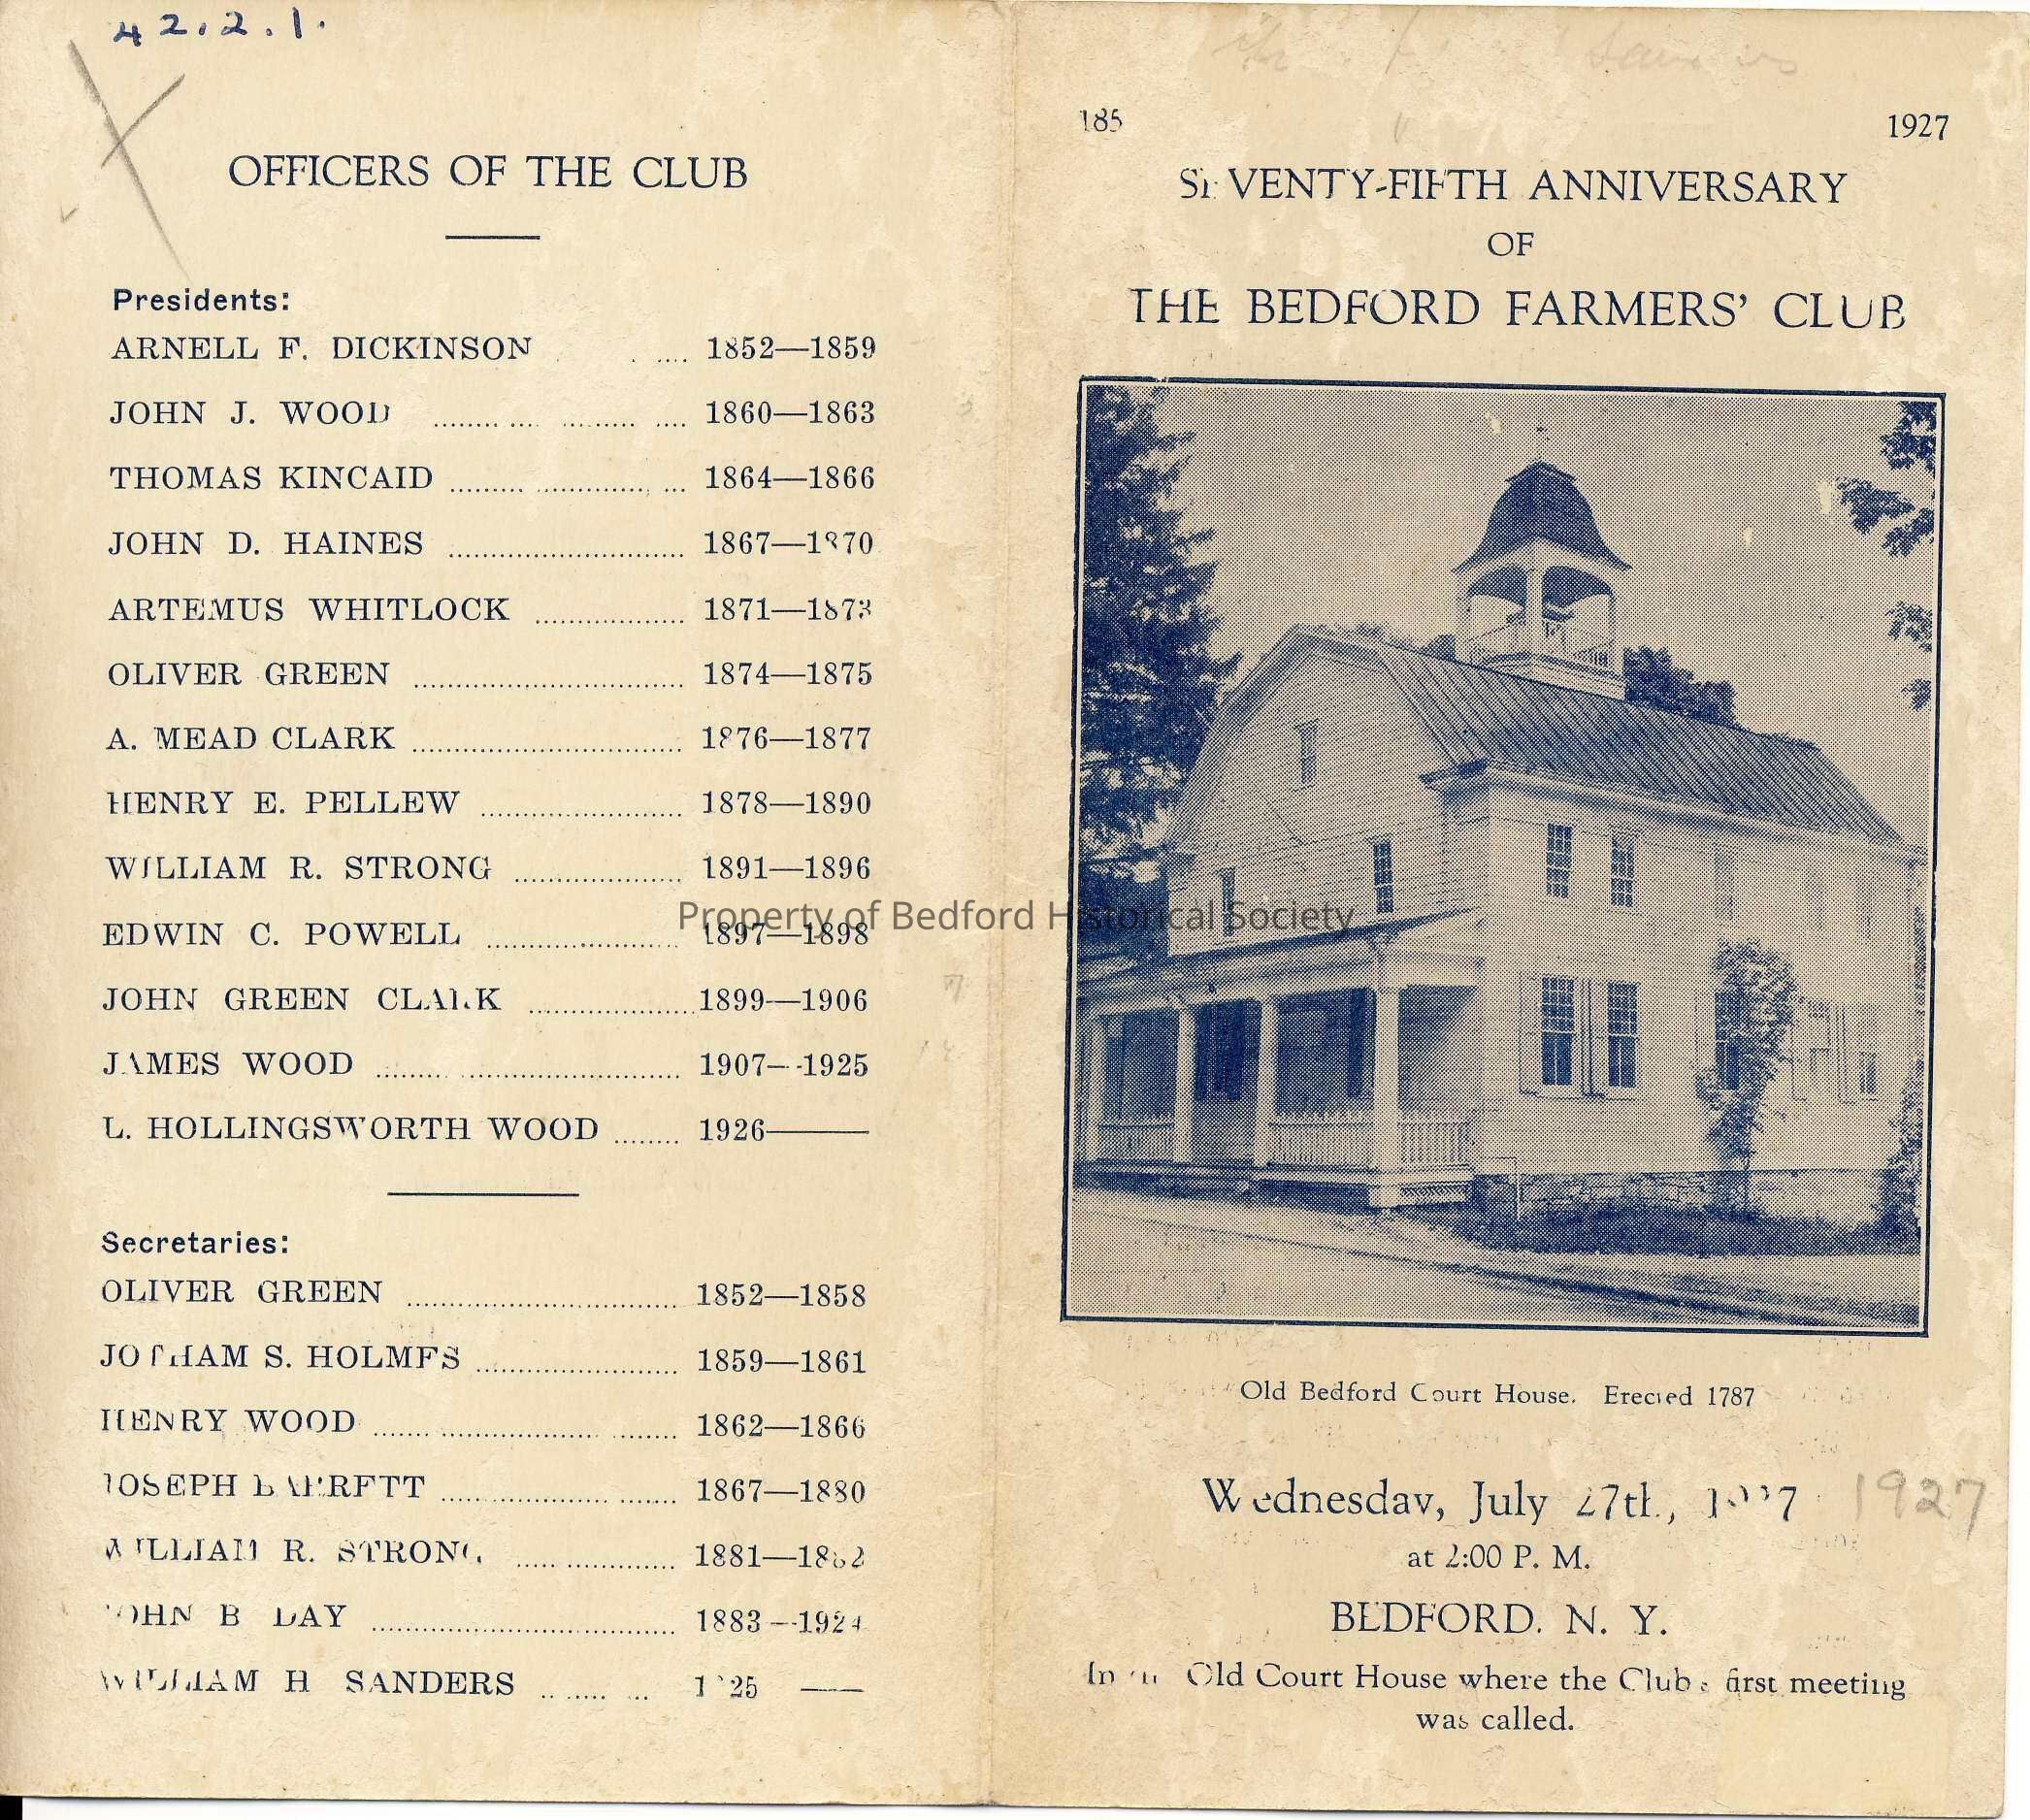 42.2.1.
OFFICERS OF THE CLUB
Presidents:
ARNELL F. DICKINSON .... 1852—1859
JOHN J. WOOD .... 1860—1863
THOMAS KINCAID .... 1864—1866
JOHN D. HAINES .... 1867—1870
ARTEMUS WHITLOCK .... 1871—1873
OLIVER GREEN .... 1874—1875
A. MEAD CLARK .... 1876—1877
HENRY E. PELLEW .... 1878—1890
WILLIAM R. STRONG .... 1891—1896
EDWIN C. POWELL .... 1897—1898
JOHN GREEN CLARK .... 1899—1906
JAMES WOOD .... 1907—1925
L. HOLLINGSWORTH WOOD .... 1926——
Secretaries:
OLIVER GREEN .... 1852—1858
JOTHAM S. HOLMES .... 1859—1861
HENRY WOOD .... 1862—1866
JOSEPH BARRETT .... 1867—1880
WILLIAM R. STRONG .... 1881—1882
JOHN B DAY .... 1883—1924
WILLIAM H SANDERS .... 1925 ——
185 1927
SEVENTY-FIFTH ANNIVERSARY
OF
THE BEDFORD FARMERS' CLUB
Old Bedford Court House. Erected 1787
Wednesday, July 27th, 1927 1927
at 2:00 P. M.
BEDFORD. N. Y.
In Old Court House where the Clubs first meeting
was called.
Property of Bedford Historical Society